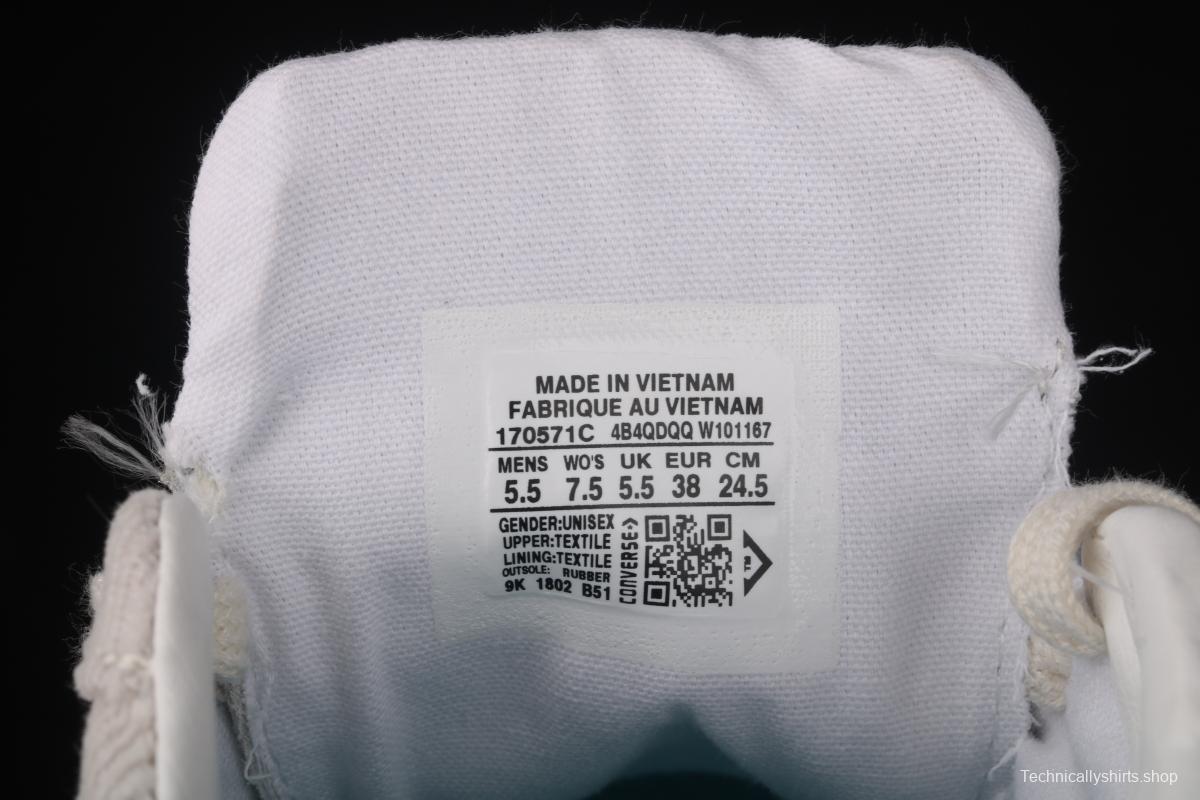 MADE IN VIETNAM
FABRIQUE AU VIETNAM
170571C 4B4QDQQ W101167
MENS WO'S UK EUR CM
5.5 7.5 5.5 38 24.5
GENDER:UNISEX
UPPER:TEXTILE
LINING:TEXTILE
OUTSOLE: RUBBER
9K 1802 B51
CONVERSE
Technicallyshirts.shop